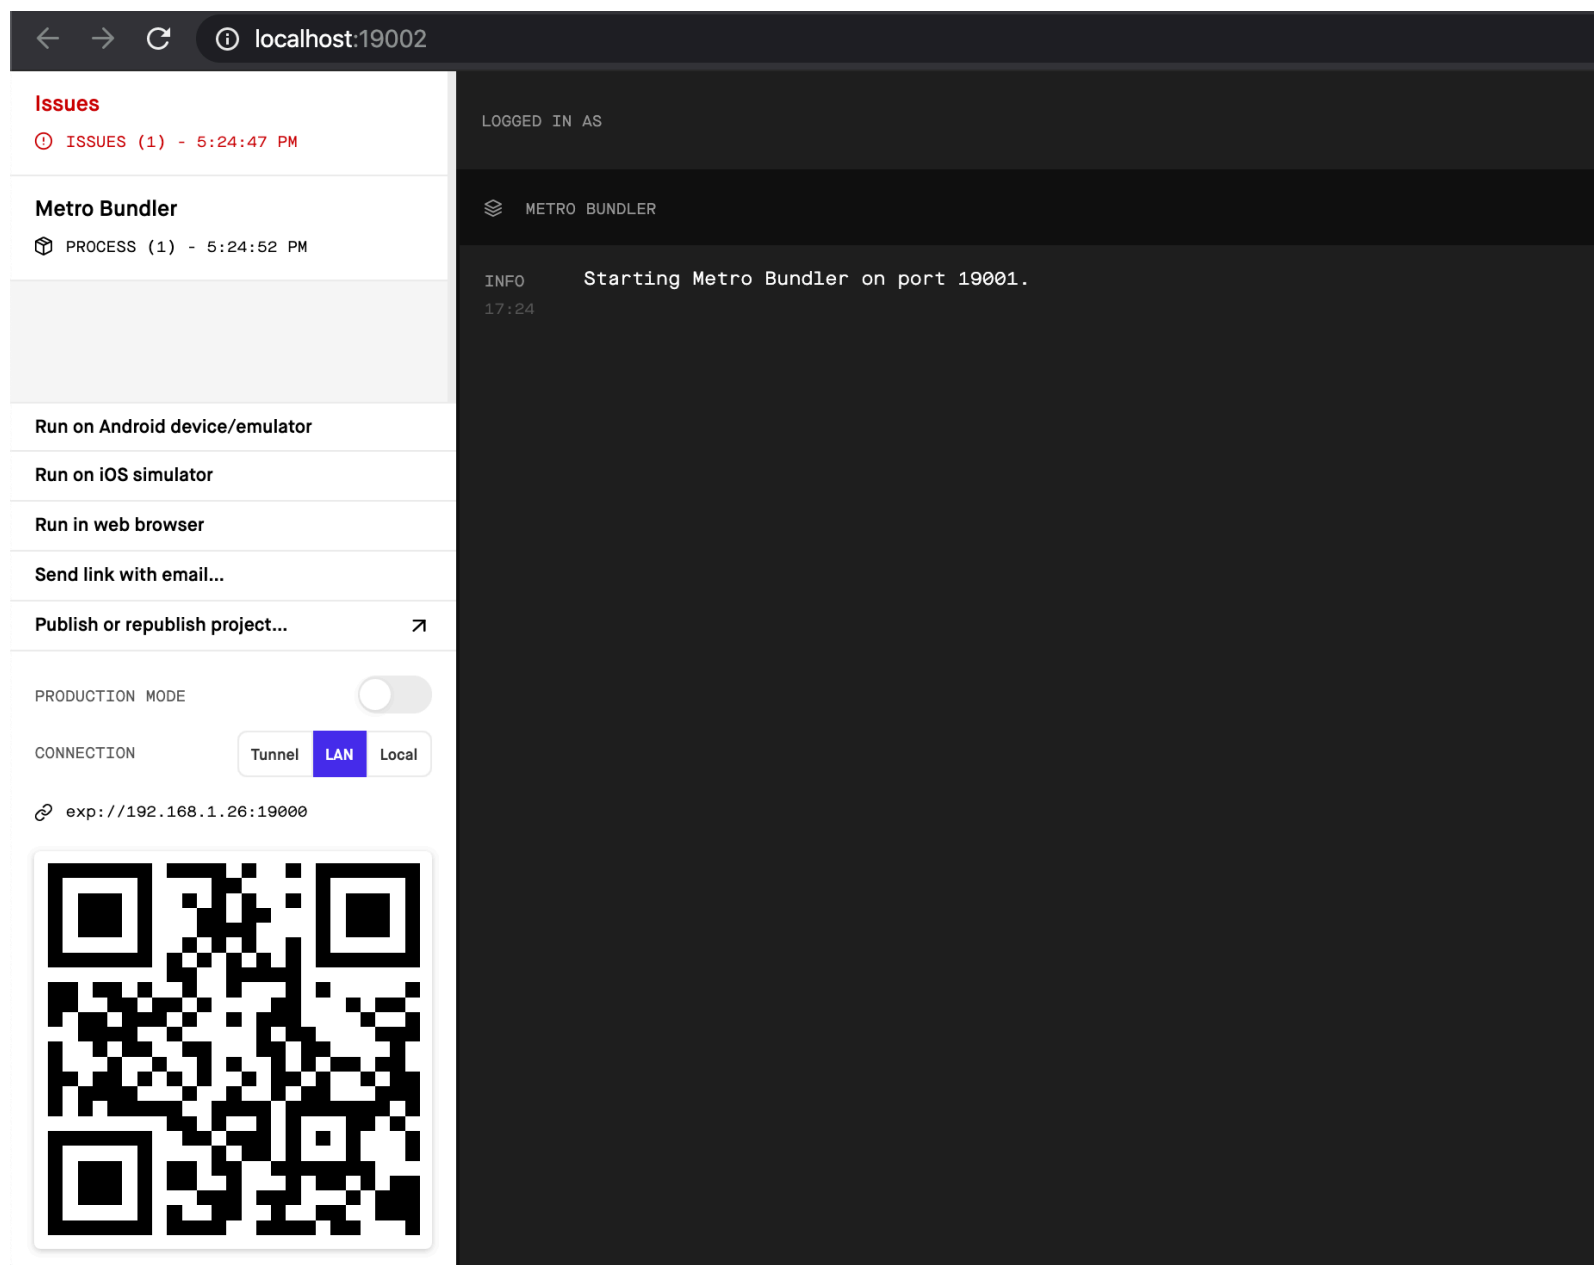 localhost:19002
Issues
ISSUES (1) - 5:24:47 PM
Metro Bundler
PROCESS (1) - 5:24:52 PM
Run on Android device/emulator
Run on iOS simulator
Run in web browser
Send link with email...
Publish or republish project...
PRODUCTION MODE
CONNECTION
Tunnel
LAN
Local
exp://192.168.1.26:19000
LOGGED IN AS
METRO BUNDLER
INFO
Starting Metro Bundler on port 19001.
17:24